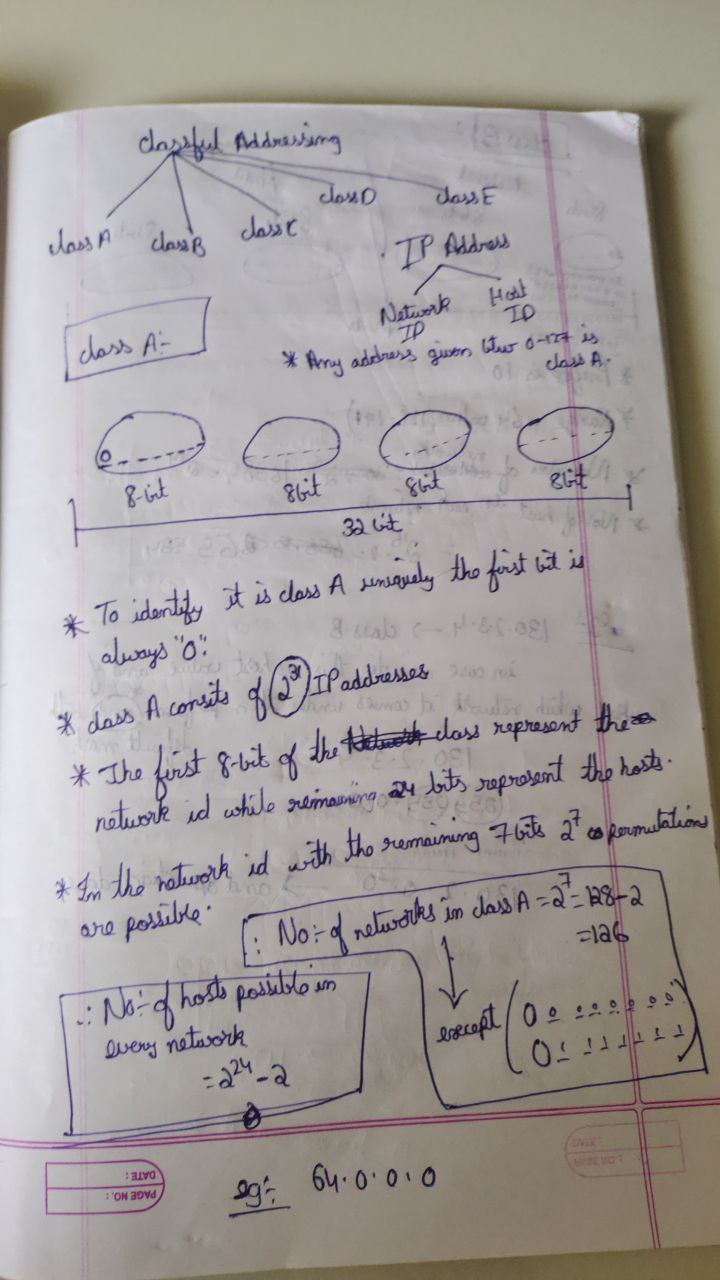 Classful Addressing
class A class B class C class D class E
IP Address
Network ID Host ID
class A:-
* Any address given btw 0-127 is
class A.
0
8-bit 8bit 8bit 8bit
32 bit
* To identify it is class A uniquely the first bit is
always "0".
* class A consits of 2^31 IP addresses
* The first 8-bit of the class represent the
network id while remaining 24 bits represent the hosts.
* In the network id with the remaining 7 bits 2^7 permutations
are possible.
∴ No:- of networks in class A = 2^7 = 128-2
=126
except (0 0 0 0 0 0 0 0
0 1 1 1 1 1 1 1)
∴ No:- of hosts possible in
every network
= 2^24 - 2
PAGE NO.:
DATE:
eg:- 64.0.0.0